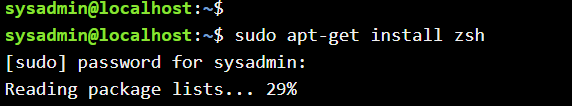 sysadmin@localhost:~$
sysadmin@localhost:~$ sudo apt-get install zsh
[sudo] password for sysadmin:
Reading package lists... 29%